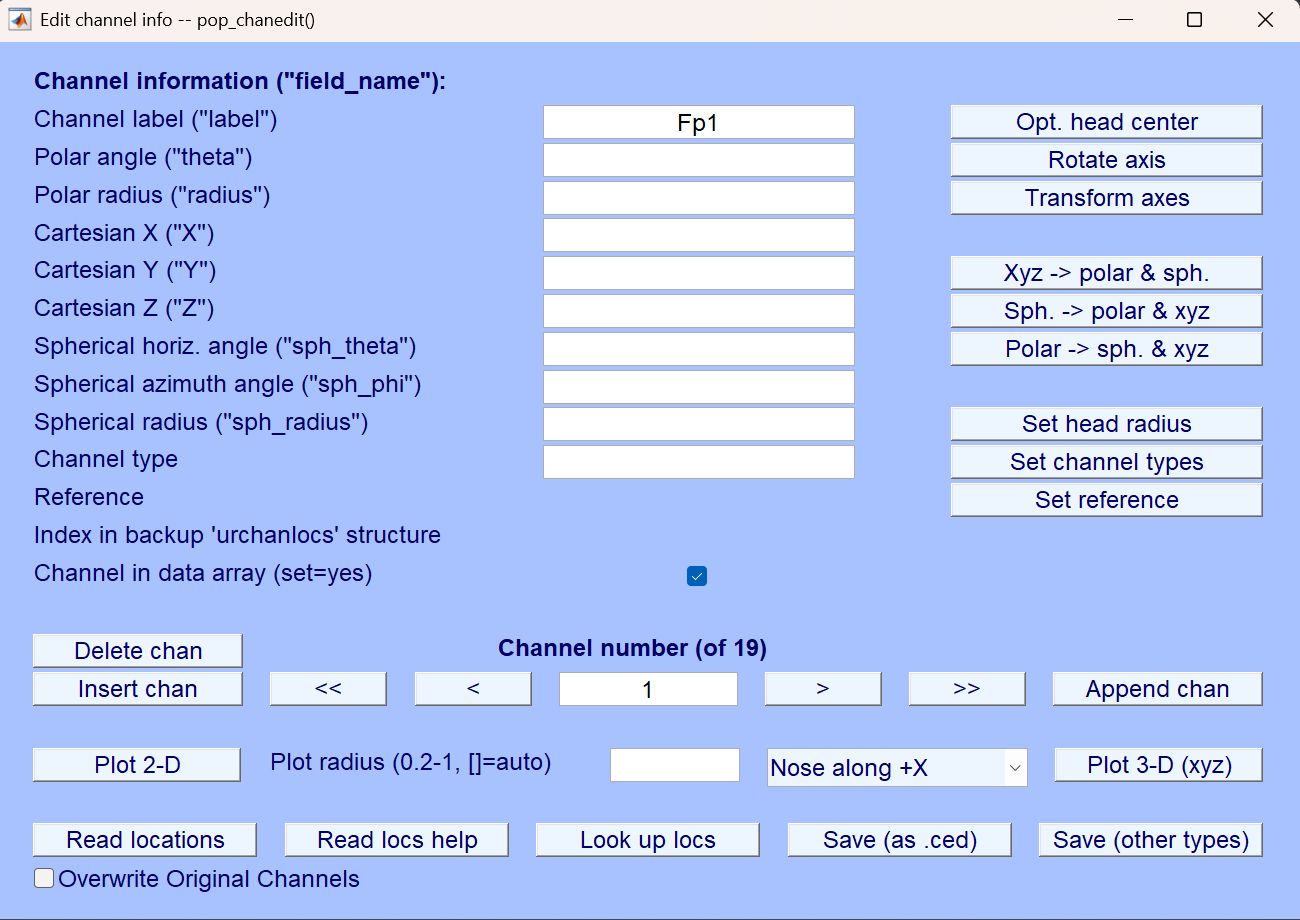 Edit channel info -- pop_chanedit()
Channel information ("field_name"):
Channel label ("label") Fp1 Opt. head center
Polar angle ("theta") Rotate axis
Polar radius ("radius") Transform axes
Cartesian X ("X")
Cartesian Y ("Y") Xyz -> polar & sph.
Cartesian Z ("Z") Sph. -> polar & xyz
Spherical horiz. angle ("sph_theta") Polar -> sph. & xyz
Spherical azimuth angle ("sph_phi")
Spherical radius ("sph_radius") Set head radius
Channel type Set channel types
Reference Set reference
Index in backup 'urchanlocs' structure
Channel in data array (set=yes)
Delete chan Channel number (of 19)
Insert chan << < 1 > >> Append chan
Plot 2-D Plot radius (0.2-1, []=auto) Nose along +X Plot 3-D (xyz)
Read locations Read locs help Look up locs Save (as .ced) Save (other types)
Overwrite Original Channels